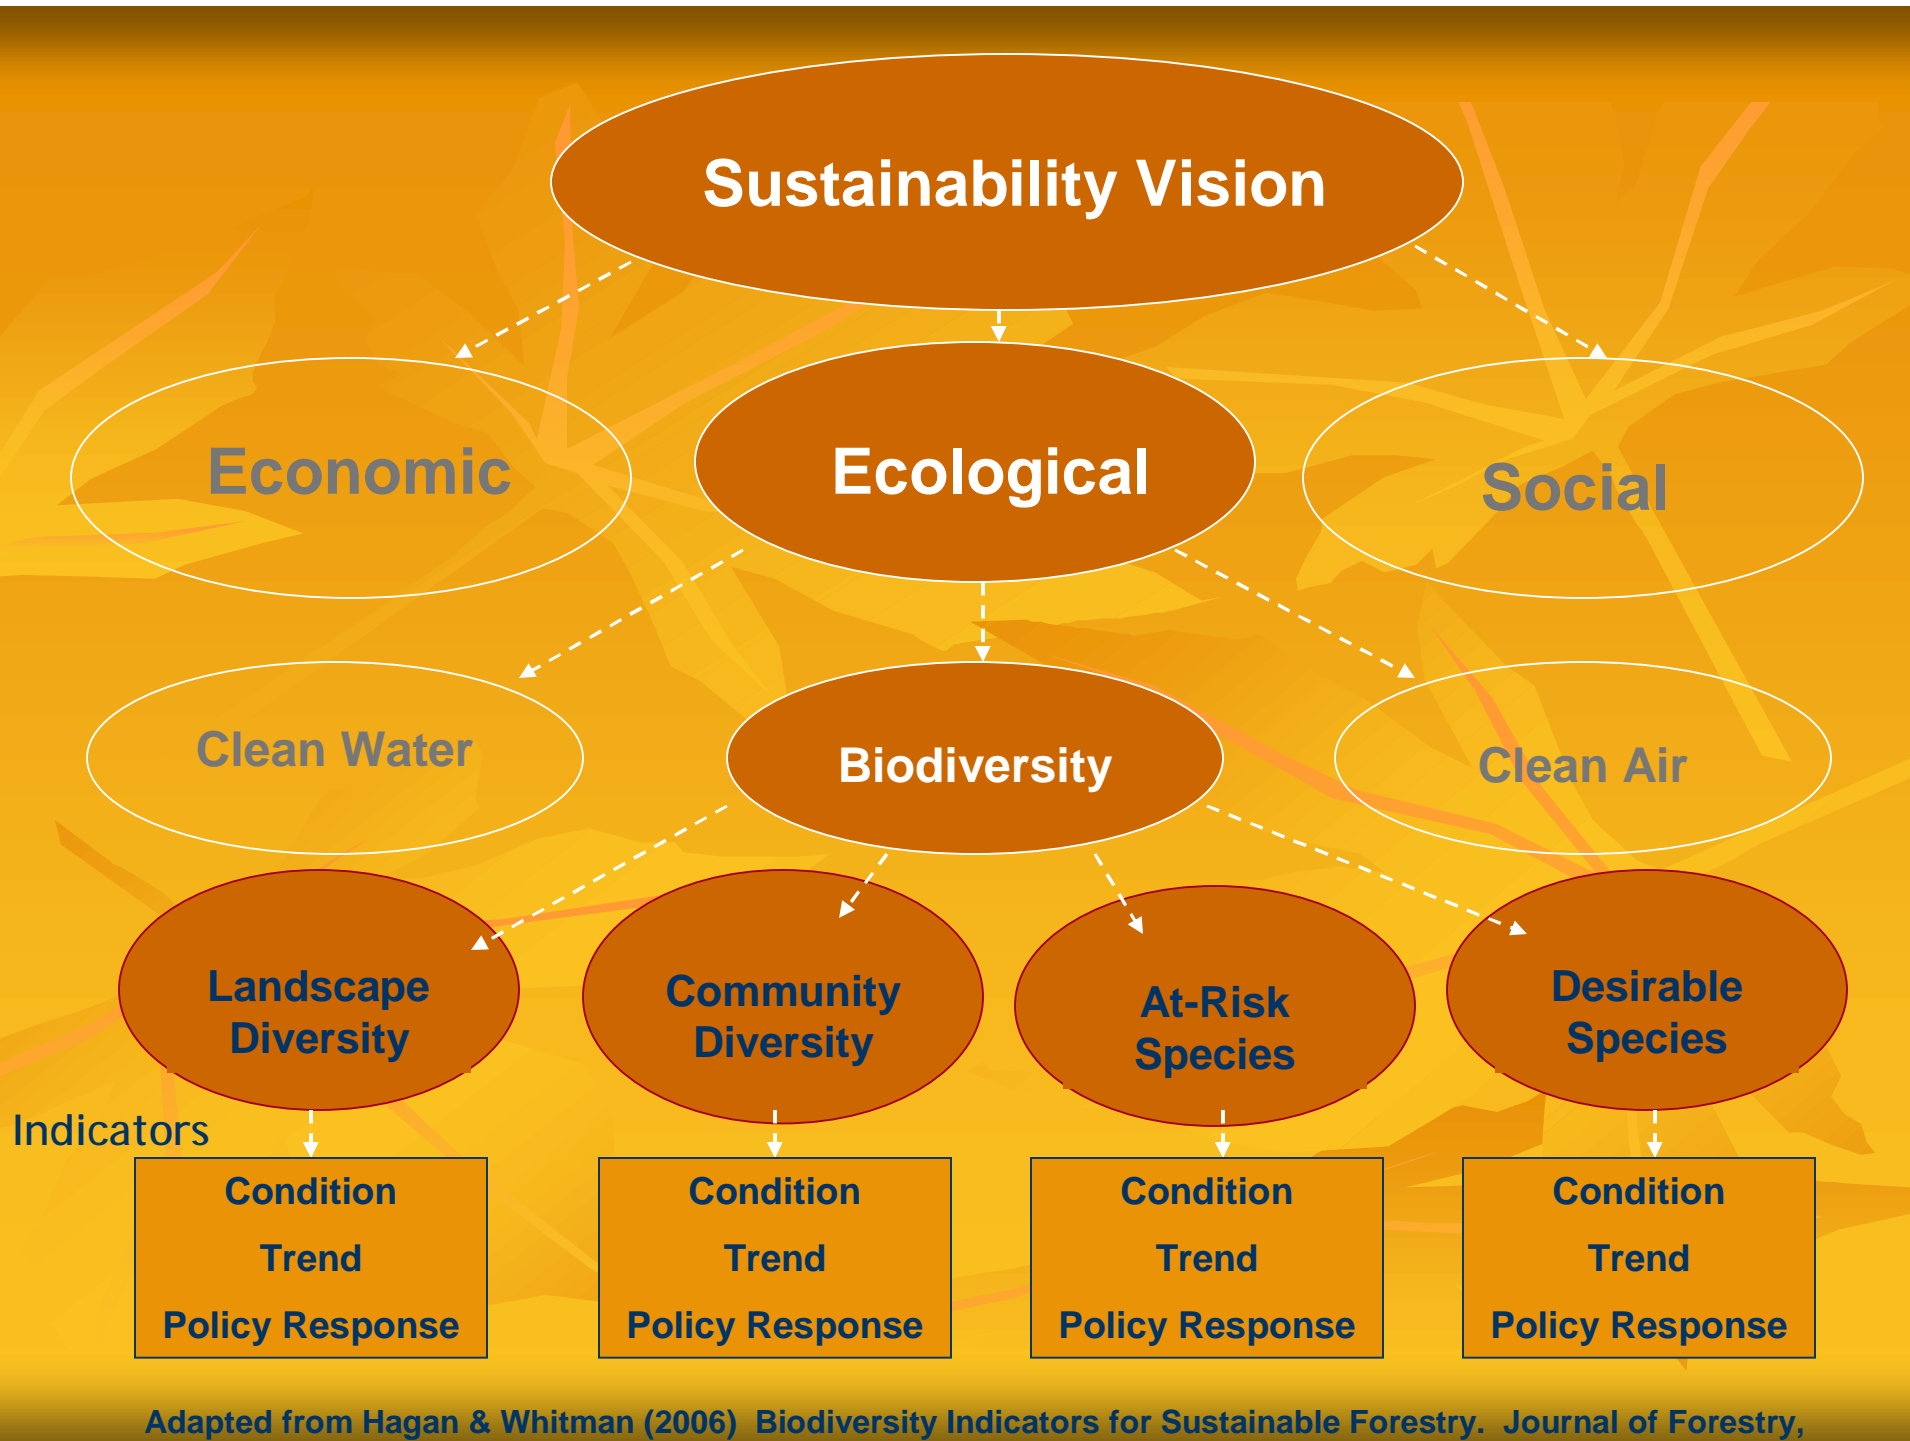 Sustainability Vision
Economic
Ecological
Social
Clean Water
Biodiversity
Clean Air
Landscape
Diversity
Community
Diversity
At-Risk
Species
Desirable
Species
Indicators
Condition
Trend
Policy Response
Condition
Trend
Policy Response
Condition
Trend
Policy Response
Condition
Trend
Policy Response
Adapted from Hagan & Whitman (2006)  Biodiversity Indicators for Sustainable Forestry.  Journal of Forestry,